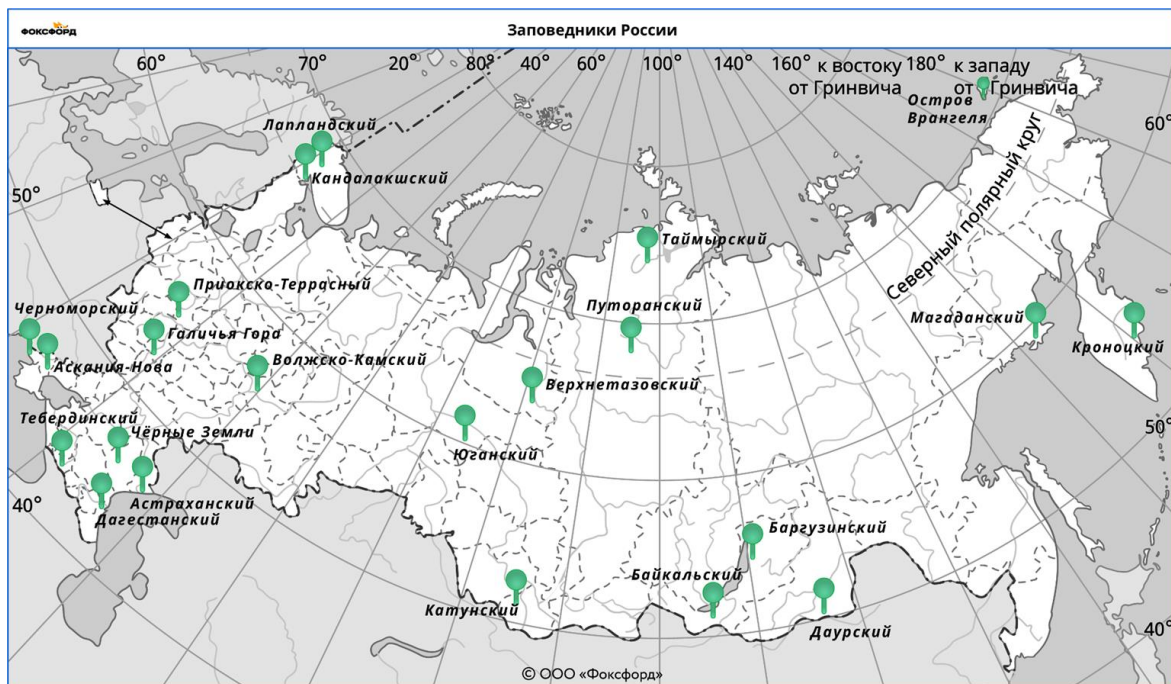 ФОКСФОРД
Заповедники России
60° 70° 20° 80° 40° 60° 100° 140° 160° к востоку от Гринвича 180° к западу от Гринвича
Остров
Врангеля
60°
Лапландский
Кандалакшский
50°
Северный полярный круг
Таймырский
Приокско-Террасный
Путоранский
Черноморский
Галичья Гора
Магаданский
Кроноцкий
Аскания-Нова
Волжско-Камский
Верхнетазовский
Тебердинский
Чёрные Земли
50°
Юганский
40°
Астраханский
Дагестанский
Баргузинский
Байкальский
Катунский
Даурский
40°
© ООО «Фоксфорд»